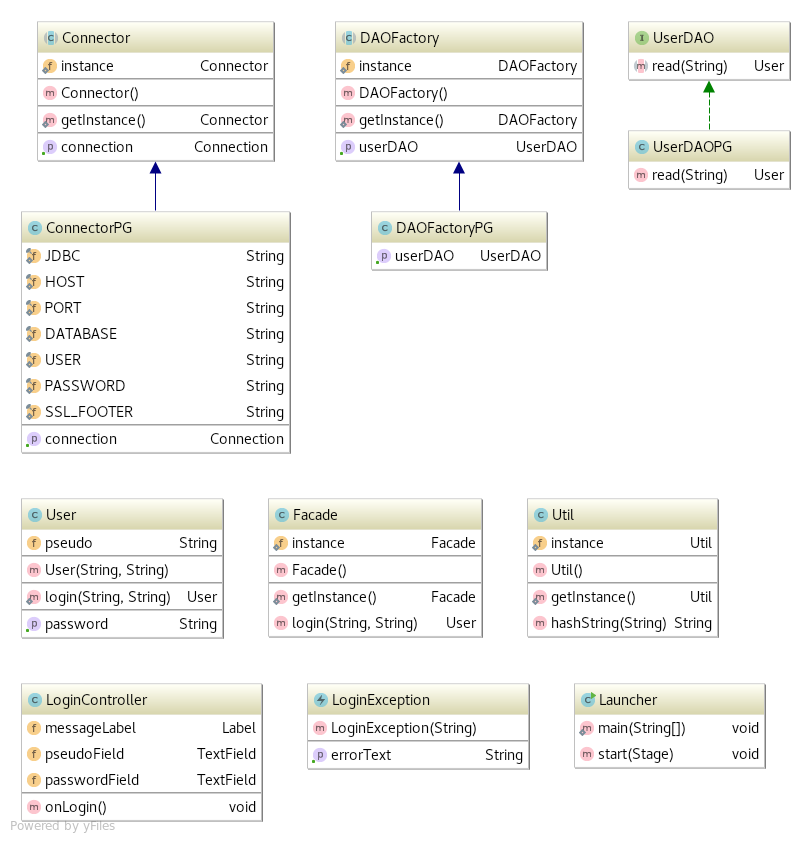 Connector
instance Connector
Connector()
getInstance() Connector
connection Connection
DAOFactory
instance DAOFactory
DAOFactory()
getInstance() DAOFactory
userDAO UserDAO
UserDAO
read(String) User
UserDAOPG
read(String) User
ConnectorPG
JDBC String
HOST String
PORT String
DATABASE String
USER String
PASSWORD String
SSL_FOOTER String
connection Connection
DAOFactoryPG
userDAO UserDAO
User
pseudo String
User(String, String)
login(String, String) User
password String
Facade
instance Facade
Facade()
getInstance() Facade
login(String, String) User
Util
instance Util
Util()
getInstance() Util
hashString(String) String
LoginController
messageLabel Label
pseudoField TextField
passwordField TextField
onLogin() void
LoginException
LoginException(String)
errorText String
Launcher
main(String[]) void
start(Stage) void
Powered by yFiles